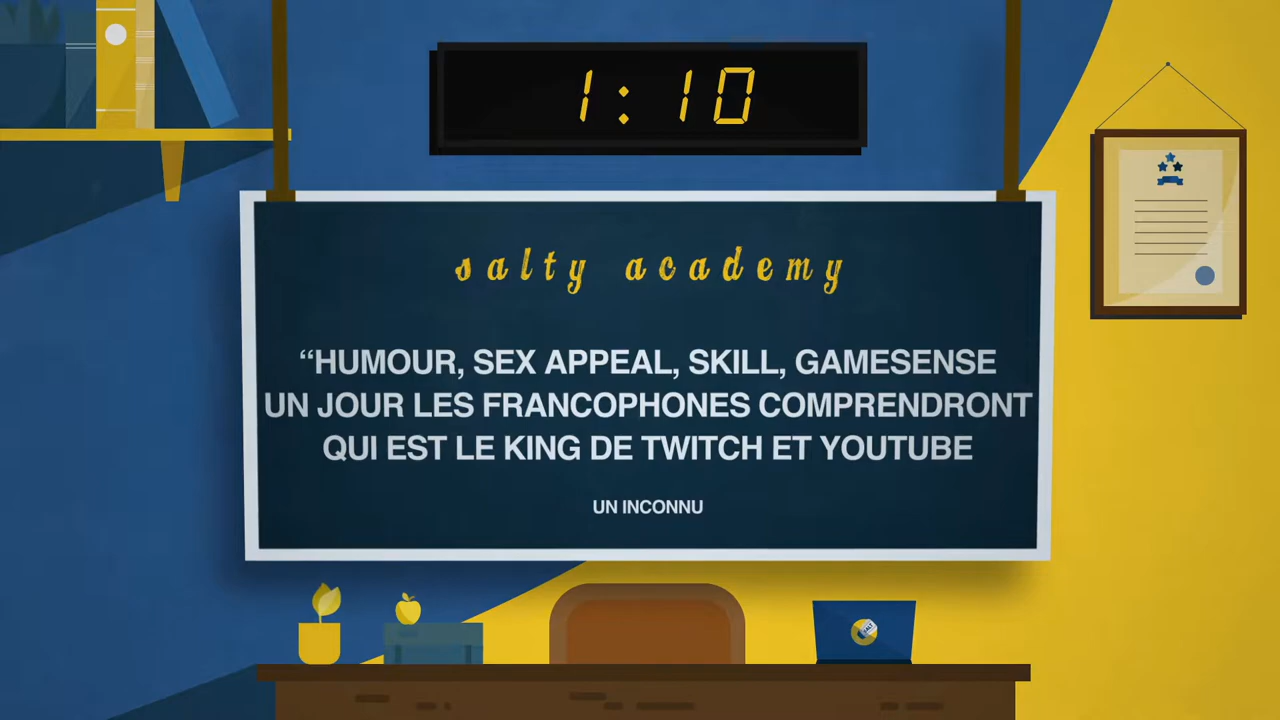 1:10
salty academy
“HUMOUR, SEX APPEAL, SKILL, GAMESENSE
UN JOUR LES FRANCOPHONES COMPRENDRONT
QUI EST LE KING DE TWITCH ET YOUTUBE
UN INCONNU